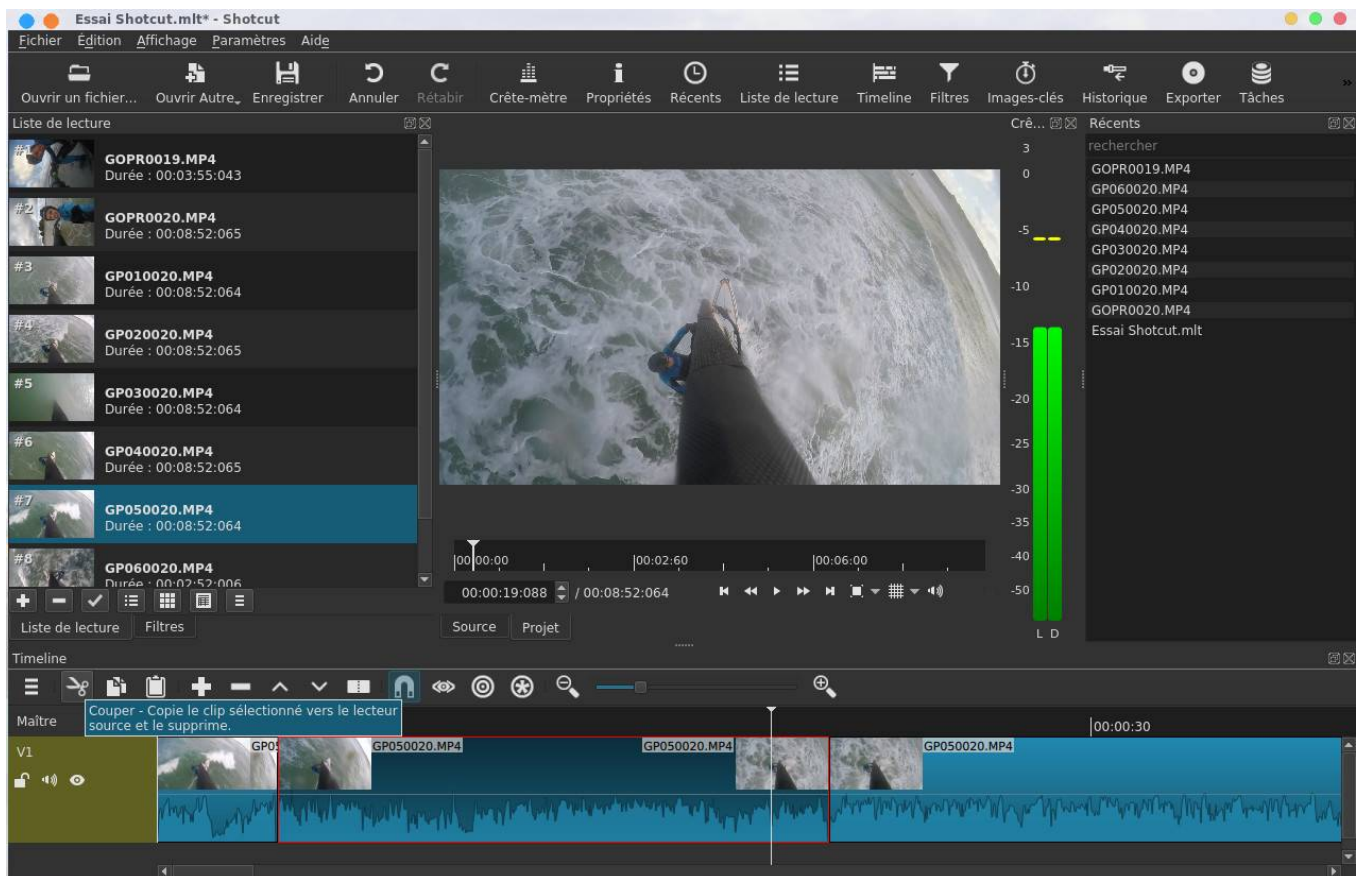 Essai Shotcut.mlt* - Shotcut
Fichier Édition Affichage Paramètres Aide
Ouvrir un fichier... Ouvrir Autre Enregistrer Annuler Rétabir Crête-mètre Propriétés Récents Liste de lecture Timeline Filtres Images-clés Historique Exporter Tâches »
Liste de lecture
#1
GOPR0019.MP4
Durée : 00:03:55:043
#2
GOPR0020.MP4
Durée : 00:08:52:065
#3
GP010020.MP4
Durée : 00:08:52:064
#4
GP020020.MP4
Durée : 00:08:52:065
#5
GP030020.MP4
Durée : 00:08:52:064
#6
GP040020.MP4
Durée : 00:08:52:065
#7
GP050020.MP4
Durée : 00:08:52:064
#8
GP060020.MP4
Durée : 00:02:52:006
Liste de lecture Filtres
00:00:00 00:02:60 00:06:00
00:00:19:088 / 00:08:52:064
Source Projet
Crê...
3
0
-5
-10
-15
-20
-25
-30
-35
-40
-50
L D
Récents
rechercher
GOPR0019.MP4
GP060020.MP4
GP050020.MP4
GP040020.MP4
GP030020.MP4
GP020020.MP4
GP010020.MP4
GOPR0020.MP4
Essai Shotcut.mlt
Timeline
Couper - Copie le clip sélectionné vers le lecteur
source et le supprime.
Maître
00:00:30
V1
GP05 GP050020.MP4 GP050020.MP4 GP050020.MP4